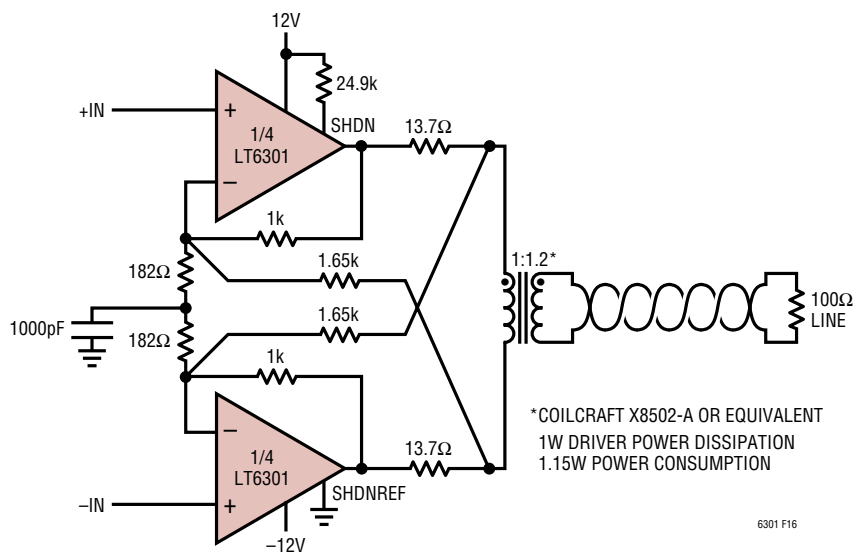 12V
24.9k
+IN
+
SHDN
1/4
LT6301
–
13.7Ω
1k
1:1.2*
182Ω
1.65k
1000pF
1.65k
182Ω
1k
100Ω
LINE
–
1/4
LT6301
13.7Ω
–IN
+
SHDNREF
–12V
*COILCRAFT X8502-A OR EQUIVALENT
1W DRIVER POWER DISSIPATION
1.15W POWER CONSUMPTION
6301 F16